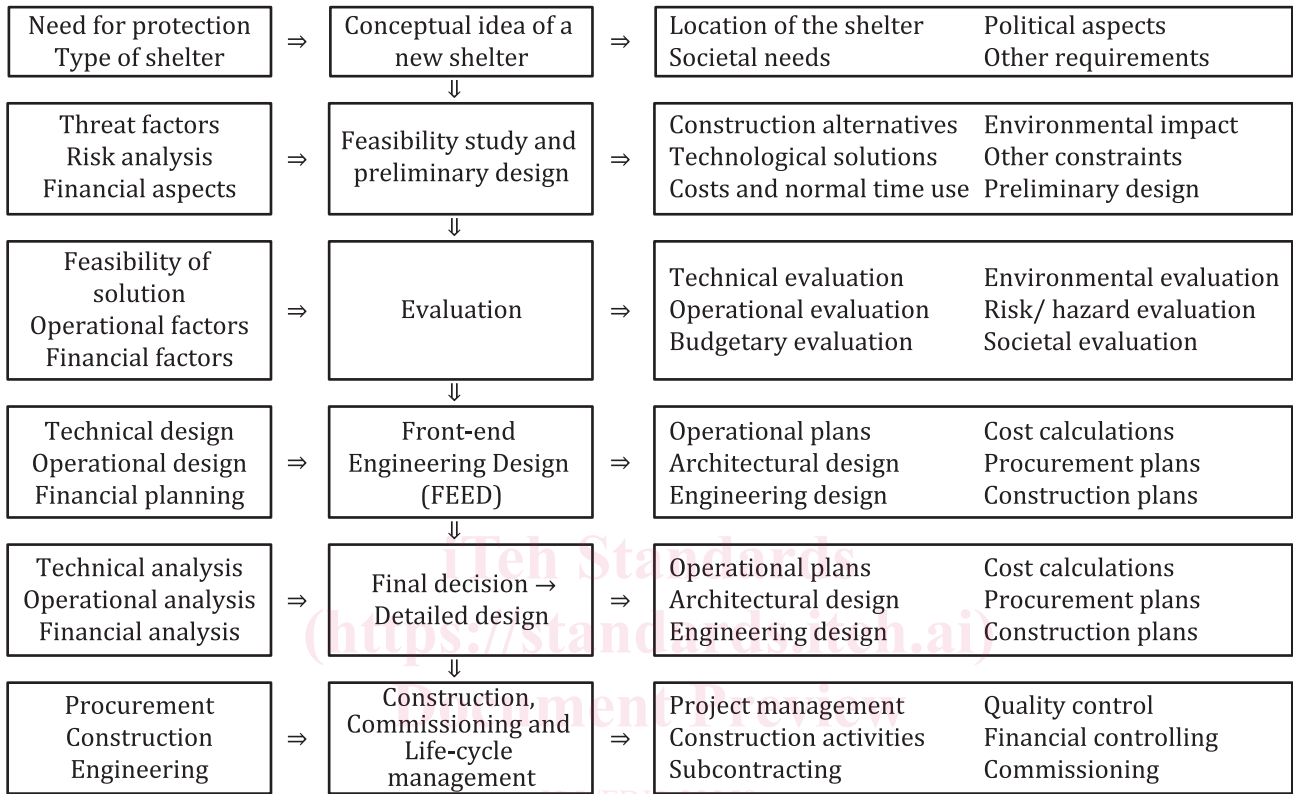 Need for protection
Type of shelter
⇒
Conceptual idea of a
new shelter
⇒
Location of the shelter Political aspects
Societal needs Other requirements
⇓
Threat factors
Risk analysis
Financial aspects
⇒
Feasibility study and
preliminary design
⇒
Construction alternatives Environmental impact
Technological solutions Other constraints
Costs and normal time use Preliminary design
⇓
Feasibility of
solution
Operational factors
Financial factors
⇒
Evaluation
⇒
Technical evaluation Environmental evaluation
Operational evaluation Risk/ hazard evaluation
Budgetary evaluation Societal evaluation
⇓
Technical design
Operational design
Financial planning
⇒
Front-end
Engineering Design
(FEED)
⇒
Operational plans Cost calculations
Architectural design Procurement plans
Engineering design Construction plans
⇓
Technical analysis
Operational analysis
Financial analysis
⇒
Final decision →
Detailed design
⇒
Operational plans Cost calculations
Architectural design Procurement plans
Engineering design Construction plans
⇓
Procurement
Construction
Engineering
⇒
Construction,
Commissioning and
Life-cycle
management
⇒
Project management Quality control
Construction activities Financial controlling
Subcontracting Commissioning
iTeh Standards
(https://standards.iteh.ai)
Document Preview